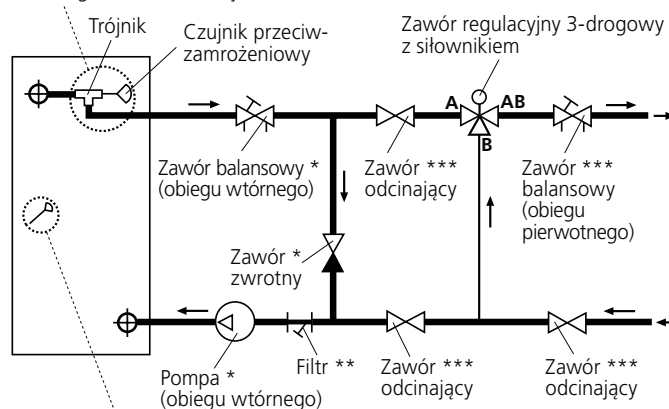 Trójnik
Czujnik przeciw-
zamrożeniowy
Zawór regulacyjny 3-drogowy
z siłownikiem
A
AB
B
Zawór balansowy *
(obiegu wtórnego)
Zawór ***
odcinający
Zawór ***
balansowy
(obiegu
pierwotnego)
Zawór *
zwrotny
Pompa *
(obiegu wtórnego)
Filtr **
Zawór ***
odcinający
Zawór ***
odcinający